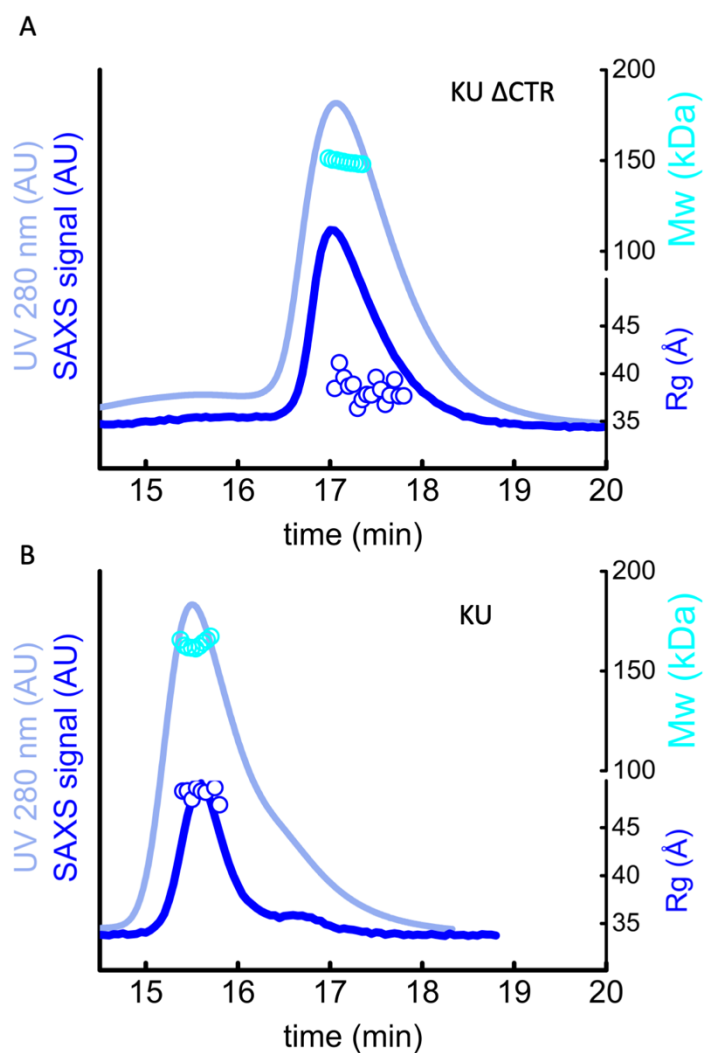 A
KU ΔCTR
UV 280 nm (AU)
SAXS signal (AU)
200
150
100
45
40
35
Mw (kDa)
Rg (Å)
15 16 17 18 19 20
time (min)
B
KU
UV 280 nm (AU)
SAXS signal (AU)
200
150
100
45
40
35
Mw (kDa)
Rg (Å)
15 16 17 18 19 20
time (min)